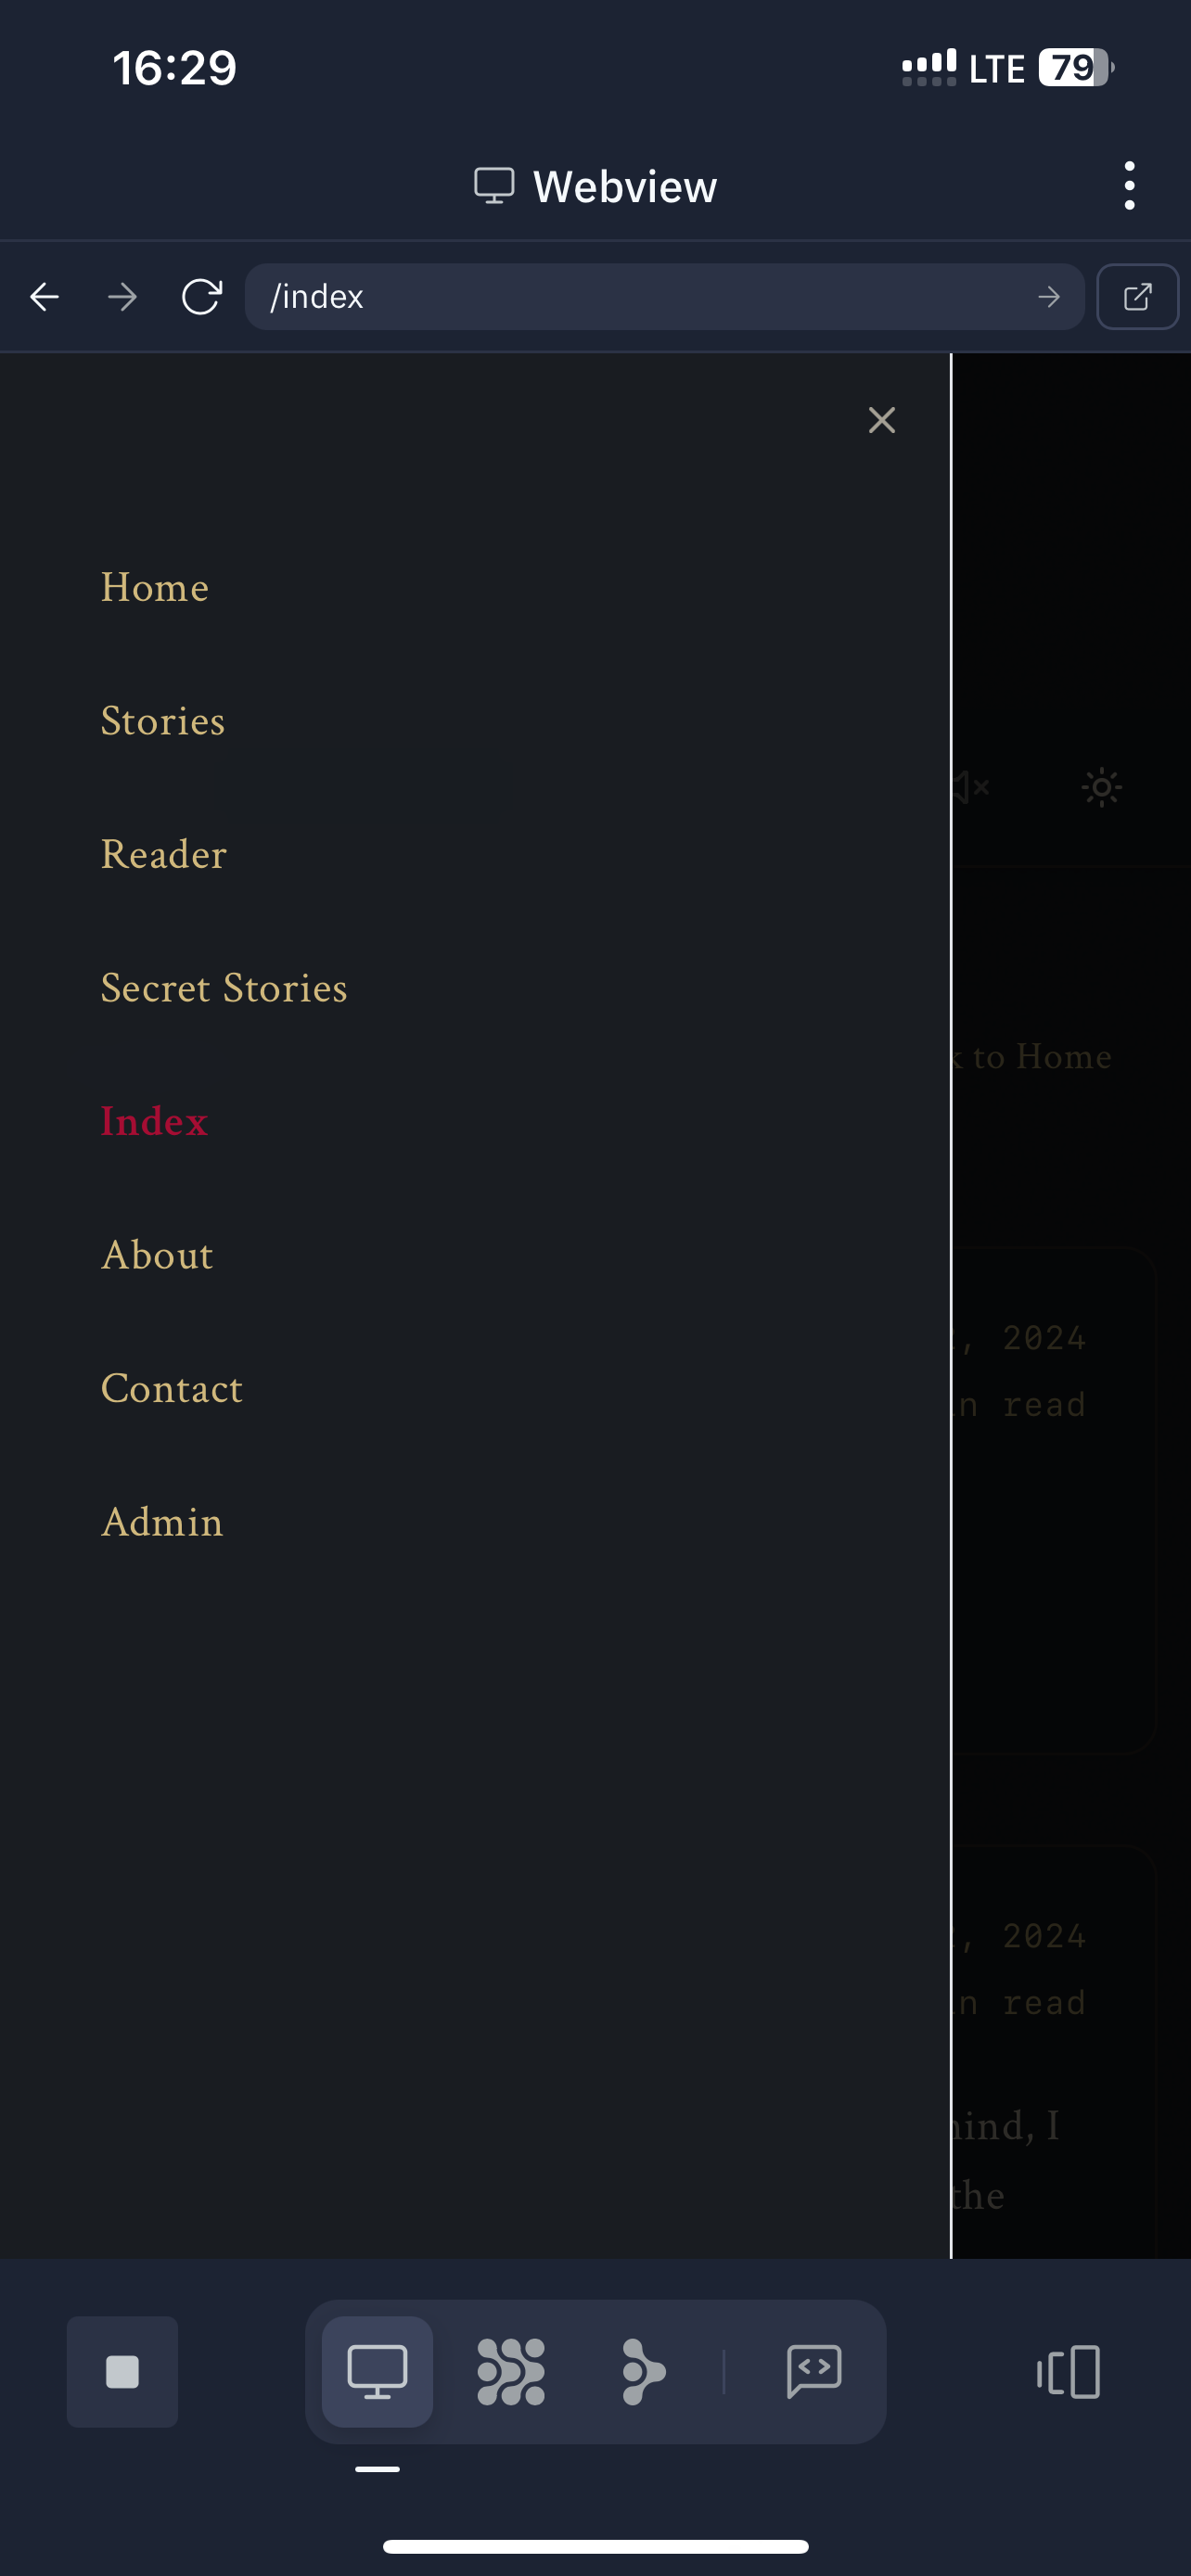 16:29
LTE 79
Webview
/index
Home
Stories
Reader
Secret Stories
to Home
Index
About
, 2024
Contact
read
Admin
, 2024
read
I
the